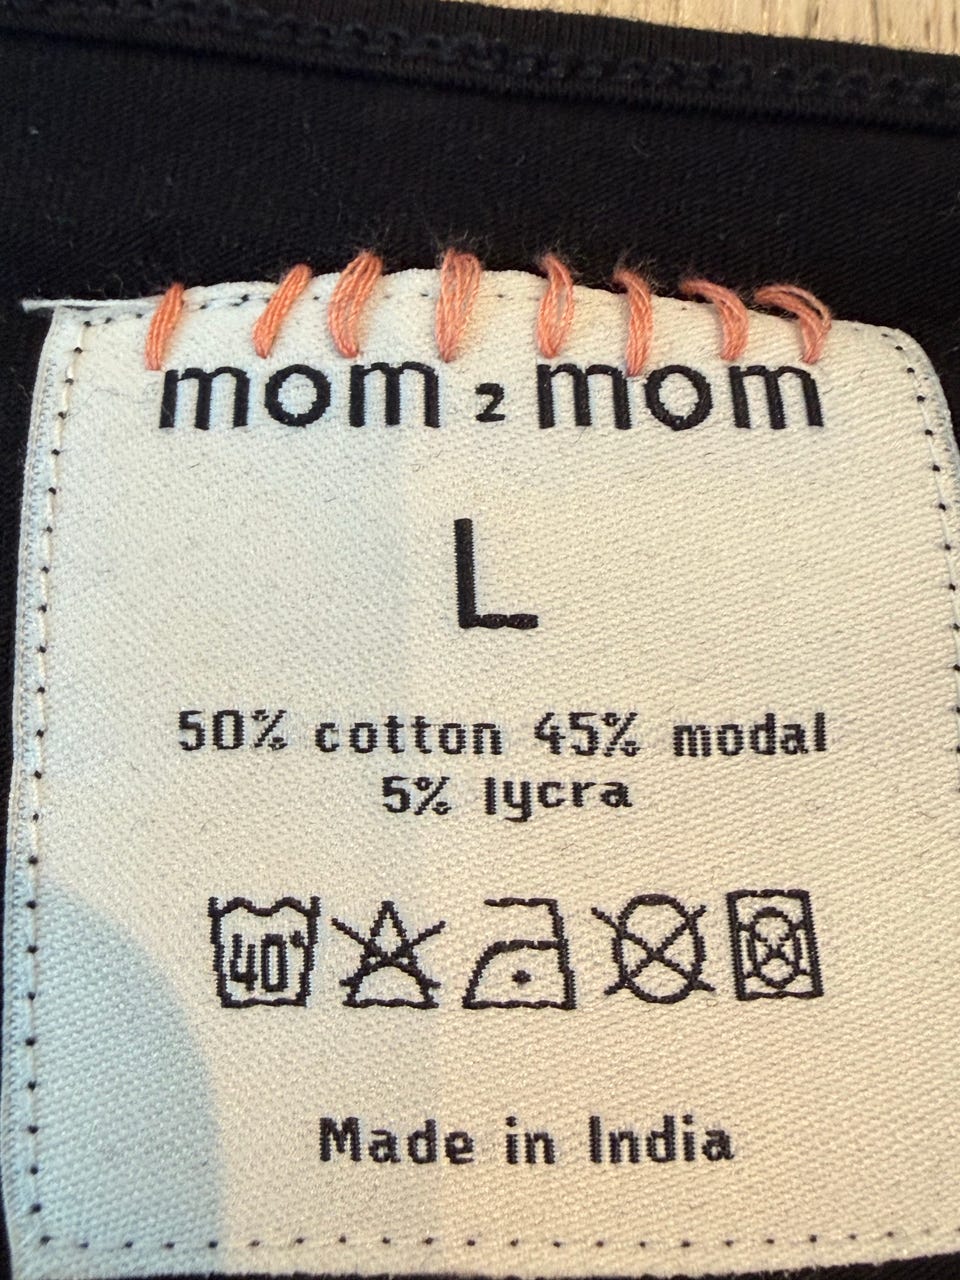 mom 2 mom
L
50% cotton 45% modal
5% lycra
40°
Made in India